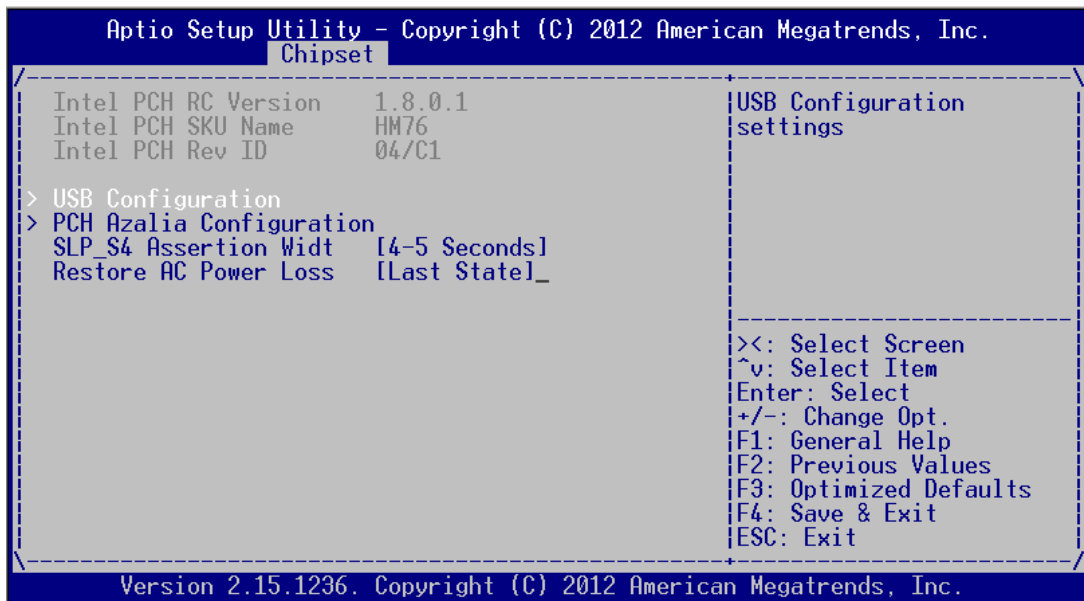 Aptio Setup Utility - Copyright (C) 2012 American Megatrends, Inc.
Chipset
Intel PCH RC Version 1.8.0.1
Intel PCH SKU Name HM76
Intel PCH Rev ID 04/C1
> USB Configuration
> PCH Azalia Configuration
SLP_S4 Assertion Widt [4-5 Seconds]
Restore AC Power Loss [Last State]_
USB Configuration
settings
><: Select Screen
^v: Select Item
Enter: Select
+/-: Change Opt.
F1: General Help
F2: Previous Values
F3: Optimized Defaults
F4: Save & Exit
ESC: Exit
Version 2.15.1236. Copyright (C) 2012 American Megatrends, Inc.